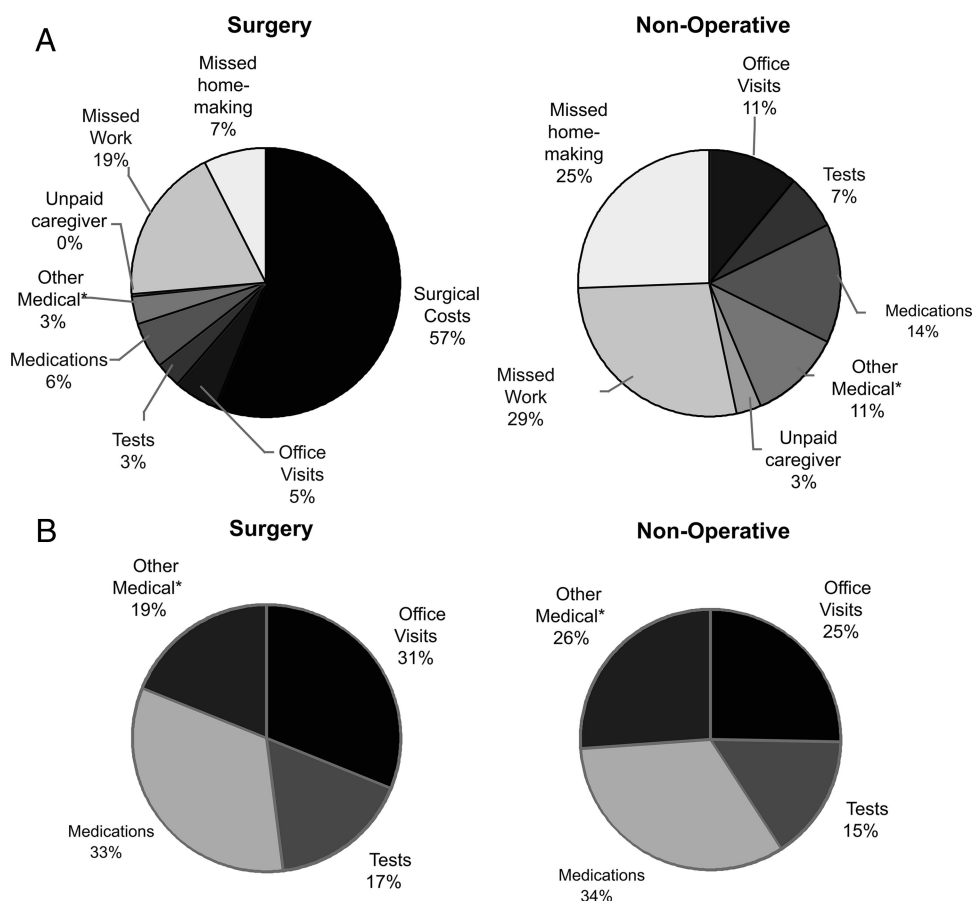 A
Surgery
Non-Operative
Missed
home-
making
7%
Missed
Work
19%
Unpaid
caregiver
0%
Other
Medical*
3%
Medications
6%
Tests
3%
Office
Visits
5%
Surgical
Costs
57%
Office
Visits
11%
Tests
7%
Medications
14%
Other
Medical*
11%
Unpaid
caregiver
3%
Missed
Work
29%
Missed
home-
making
25%
B
Surgery
Non-Operative
Other
Medical*
19%
Office
Visits
31%
Medications
33%
Tests
17%
Other
Medical*
26%
Office
Visits
25%
Tests
15%
Medications
34%